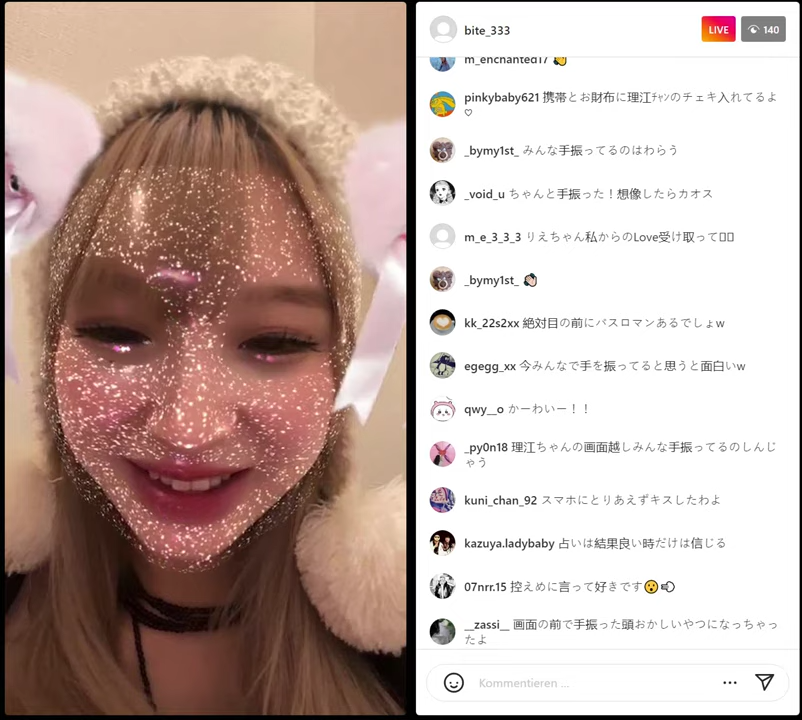 bite_333
LIVE
140
m_enchanted17 👏
pinkybaby621 携帯とお財布に理江ﾁｬﾝのチェキ入れてるよ
♡
_bymy1st_ みんな手振ってるのはわらう
_void_u ちゃんと手振った！想像したらカオス
m_e_3_3_3 りえちゃん私からのLove受け取って
_bymy1st_ 👏🏻
kk_22s2xx 絶対目の前にバスロマンあるでしょw
egegg_xx 今みんなで手を振ってると思うと面白いw
qwy__o かーわいー！！
_py0n18 理江ちゃんの画面越しみんな手振ってるのしんじ
ゃう
kuni_chan_92 スマホにとりあえずキスしたわよ
kazuya.ladybaby 占いは結果良い時だけは信じる
07nrr.15 控えめに言って好きです😮💨
__zassi__ 画面の前で手振った頭おかしいやつになっちゃっ
たよ
Kommentieren ...